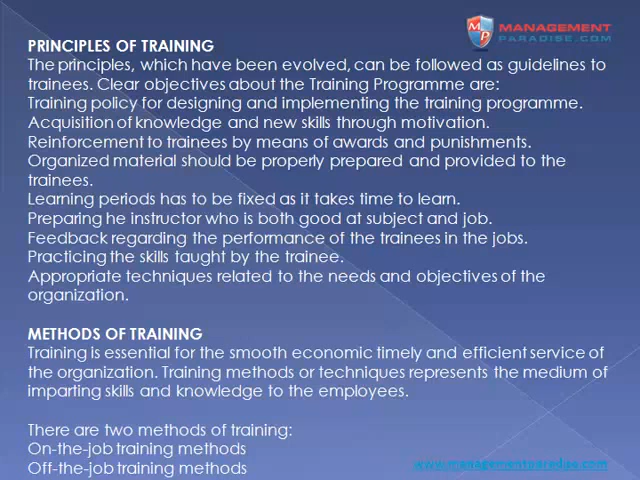 MANAGEMENT
PARADISE.COM
MP
PRINCIPLES OF TRAINING
The principles, which have been evolved, can be followed as guidelines to
trainees. Clear objectives about the Training Programme are:
Training policy for designing and implementing the training programme.
Acquisition of knowledge and new skills through motivation.
Reinforcement to trainees by means of awards and punishments.
Organized material should be properly prepared and provided to the
trainees.
Learning periods has to be fixed as it takes time to learn.
Preparing he instructor who is both good at subject and job.
Feedback regarding the performance of the trainees in the jobs.
Practicing the skills taught by the trainee.
Appropriate techniques related to the needs and objectives of the
organization.
METHODS OF TRAINING
Training is essential for the smooth economic timely and efficient service of
the organization. Training methods or techniques represents the medium of
imparting skills and knowledge to the employees.
There are two methods of training:
On-the-job training methods
Off-the-job training methods
www.managementparadise.com